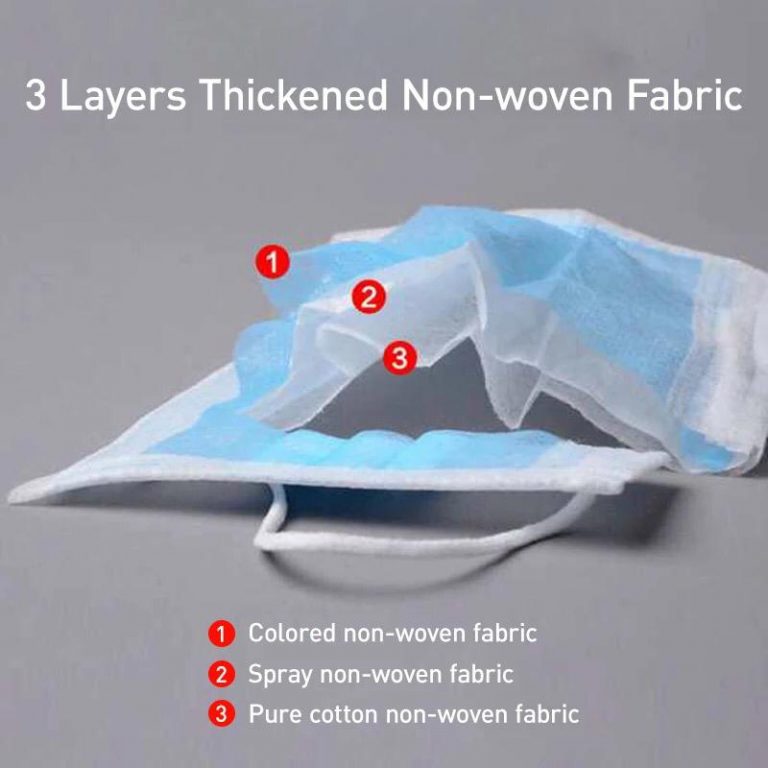 3 Layers Thickened Non-woven Fabric
1
2
3
1 Colored non-woven fabric
2 Spray non-woven fabric
3 Pure cotton non-woven fabric